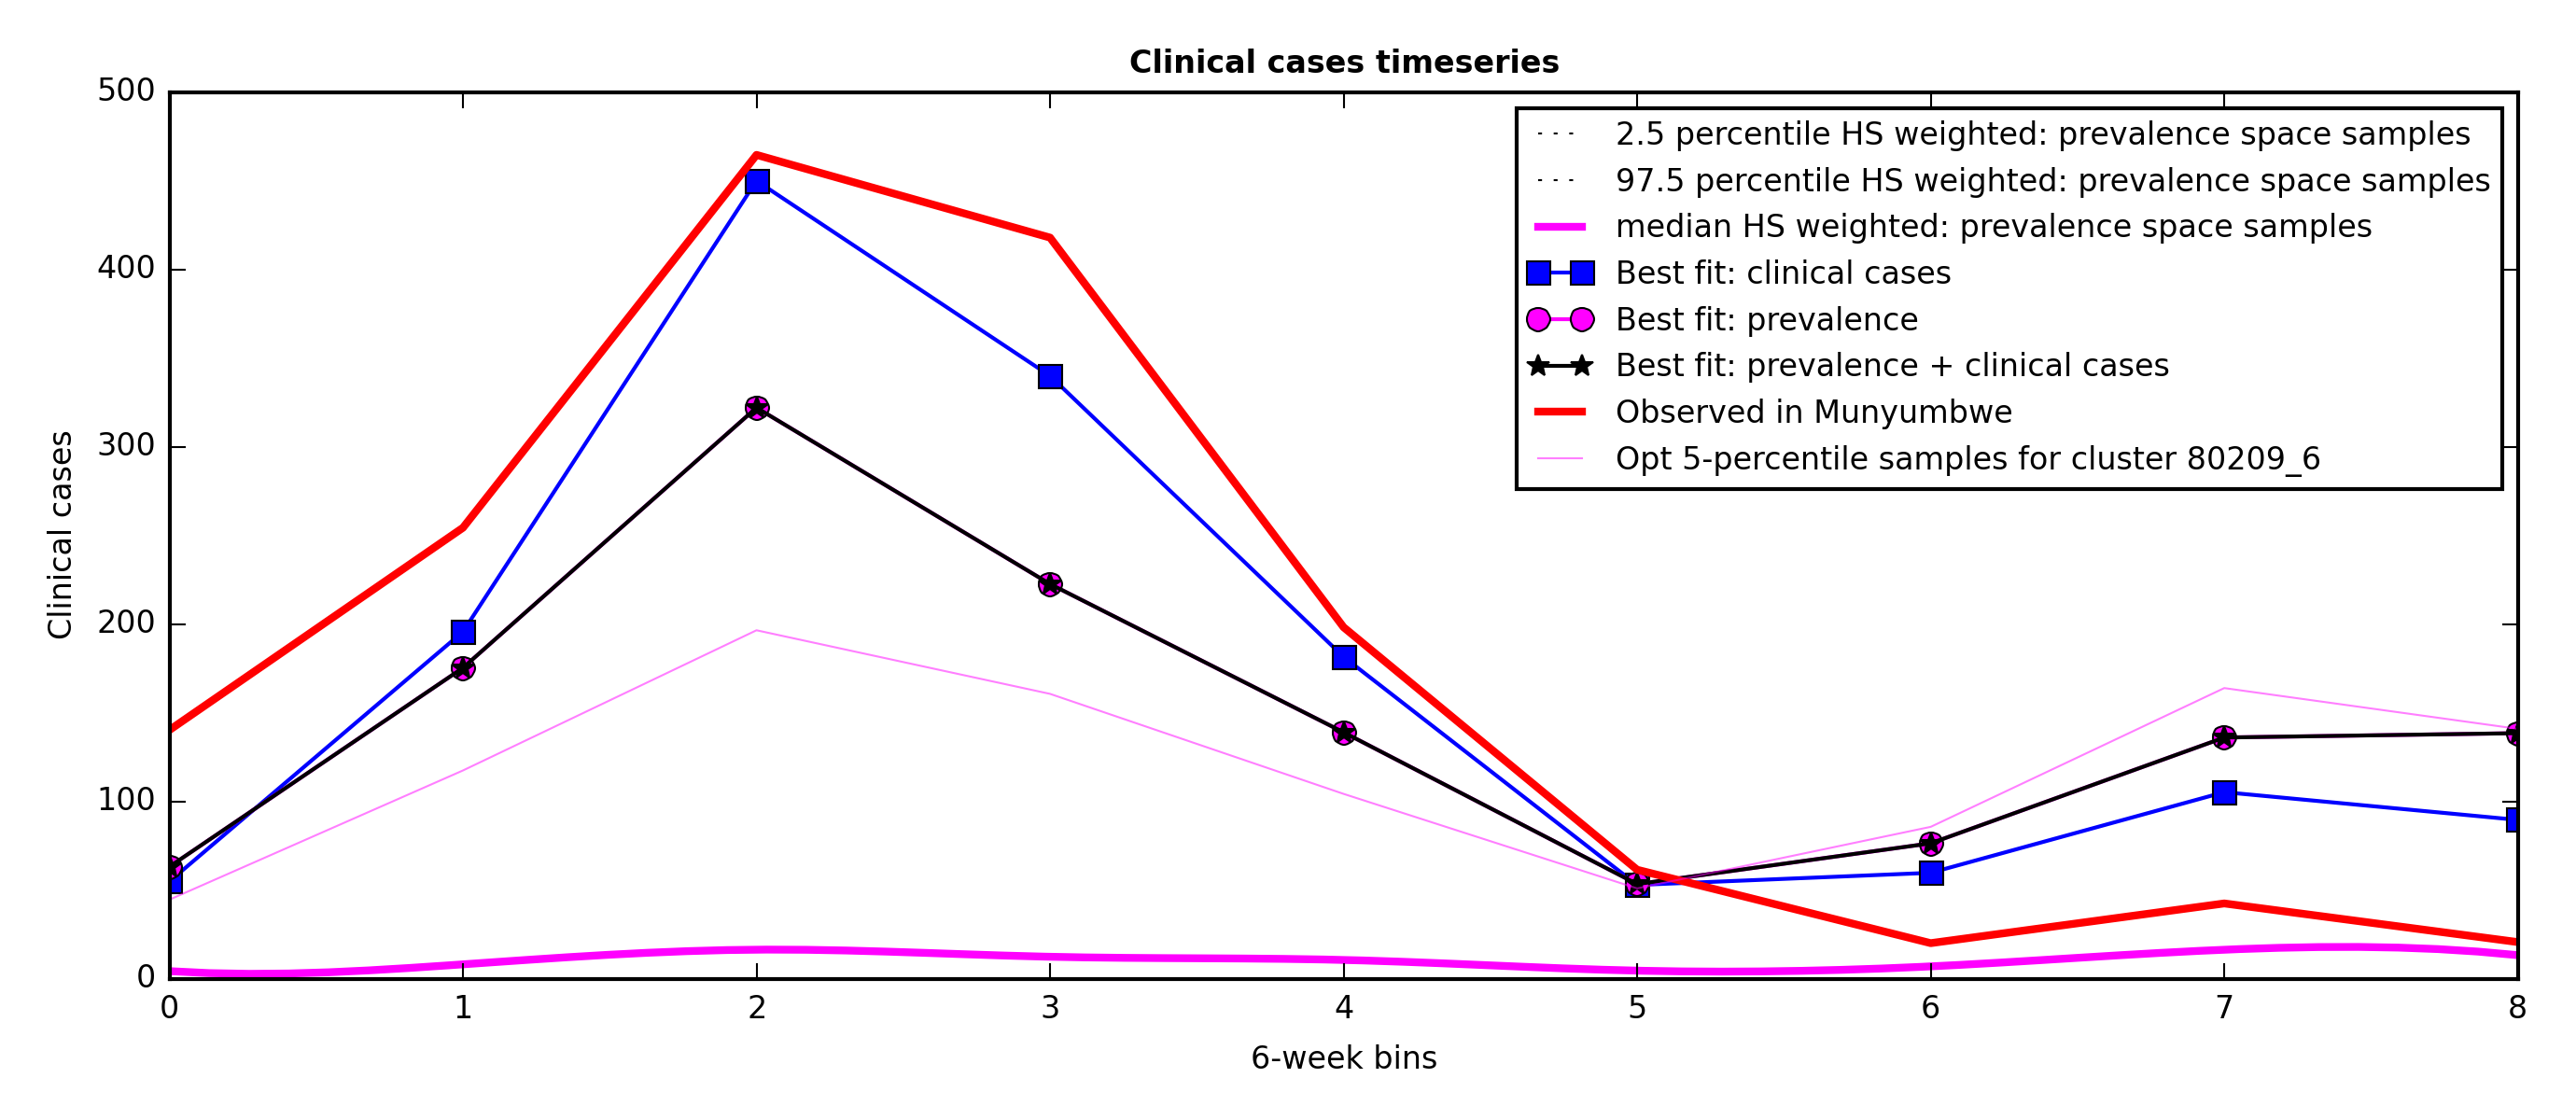 Clinical cases timeseries
500
400
300
200
100
0
Clinical cases
2.5 percentile HS weighted: prevalence space samples
97.5 percentile HS weighted: prevalence space samples
median HS weighted: prevalence space samples
Best fit: clinical cases
Best fit: prevalence
Best fit: prevalence + clinical cases
Observed in Munyumbwe
Opt 5-percentile samples for cluster 80209_6
0 1 2 3 4 5 6 7 8
6-week bins